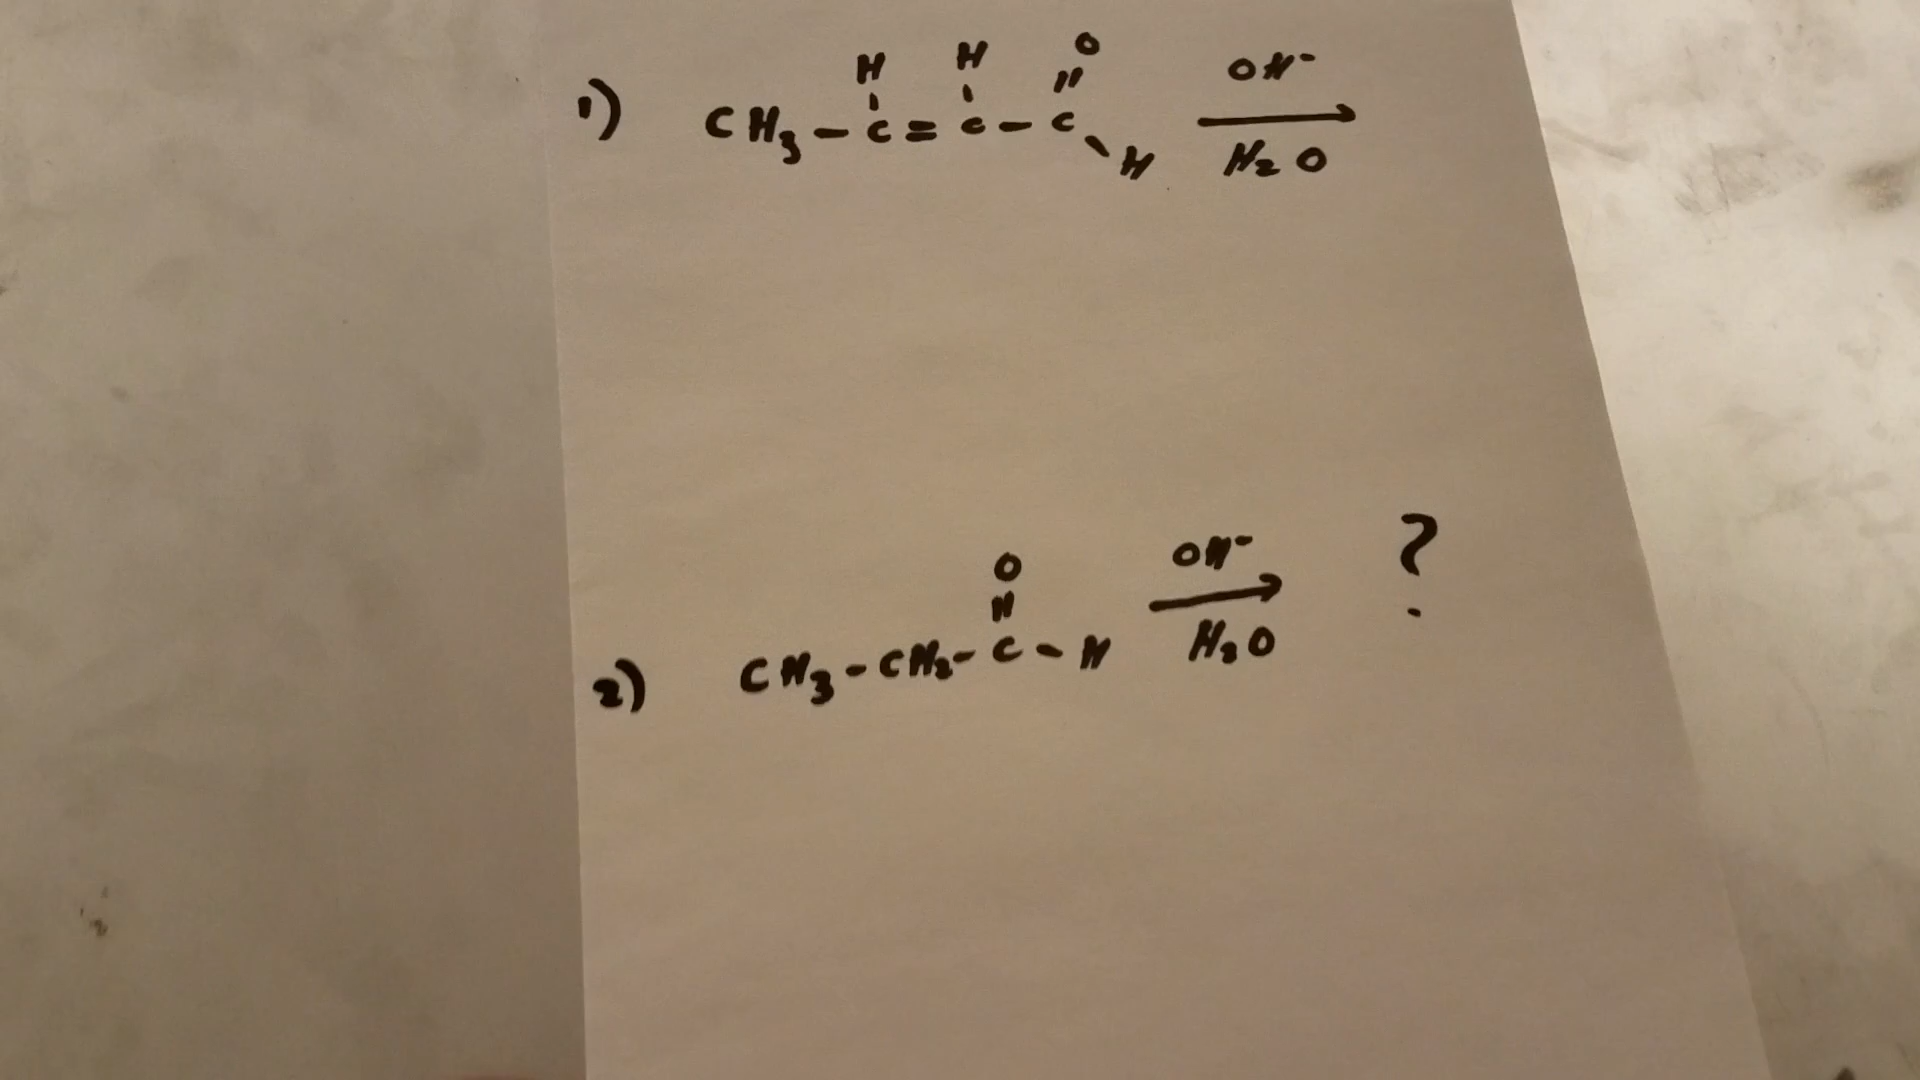 1) CH₃-C(H)=C(H)-C(=O)-H OH⁻ / H₂O →
2) CH₃-CH₂-C(=O)-H OH⁻ / H₂O → ?